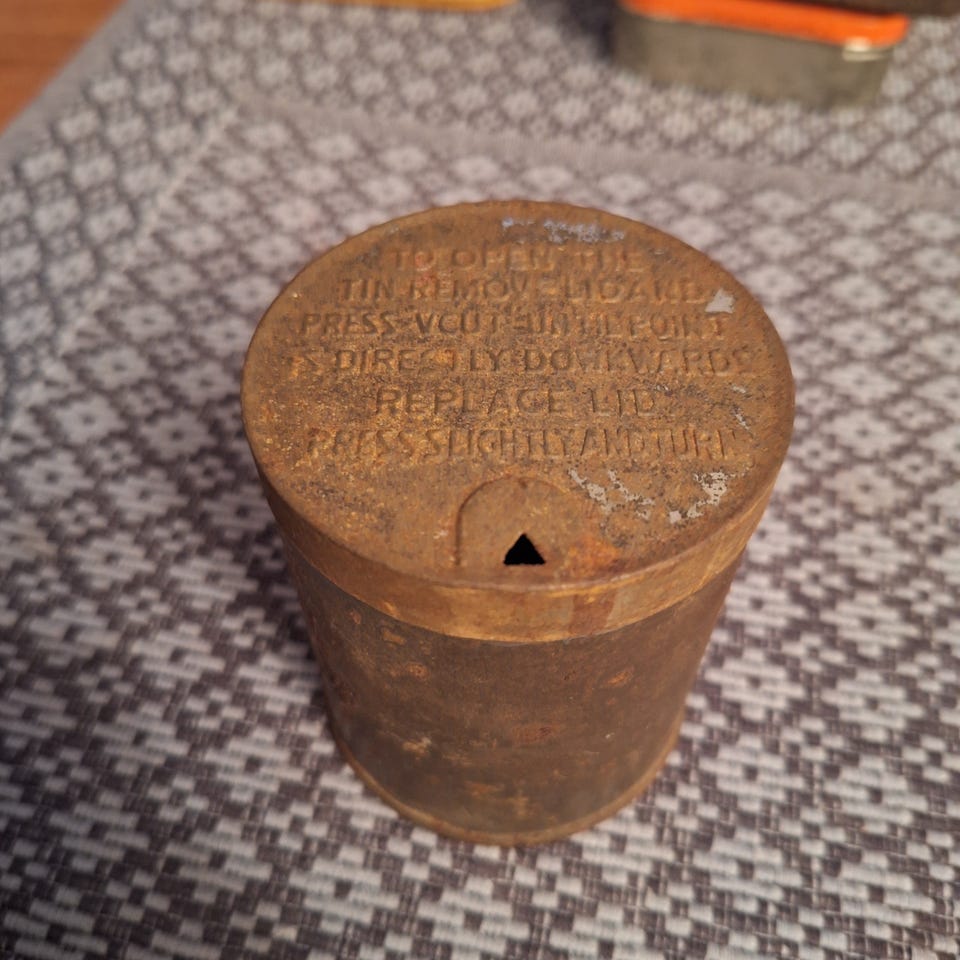 TO OPEN THE
TIN REMOVE LID AND
PRESS V CUT UNTIL POINT
IS DIRECTLY DOWNWARDS
REPLACE LID
PRESS SLIGHTLY AND TURN